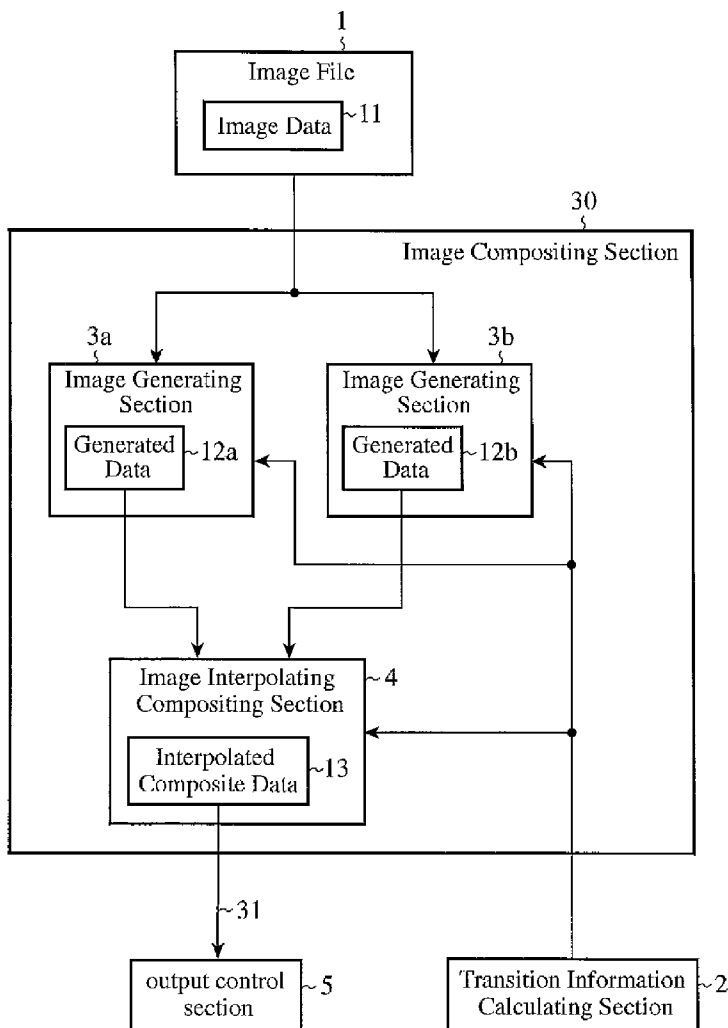 1
Image File
Image Data
11
30
Image Compositing Section
3a
Image Generating
Section
Generated
Data
12a
3b
Image Generating
Section
Generated
Data
12b
Image Interpolating
Compositing Section
4
Interpolated
Composite Data
13
31
output control
section
5
Transition Information
Calculating Section
2